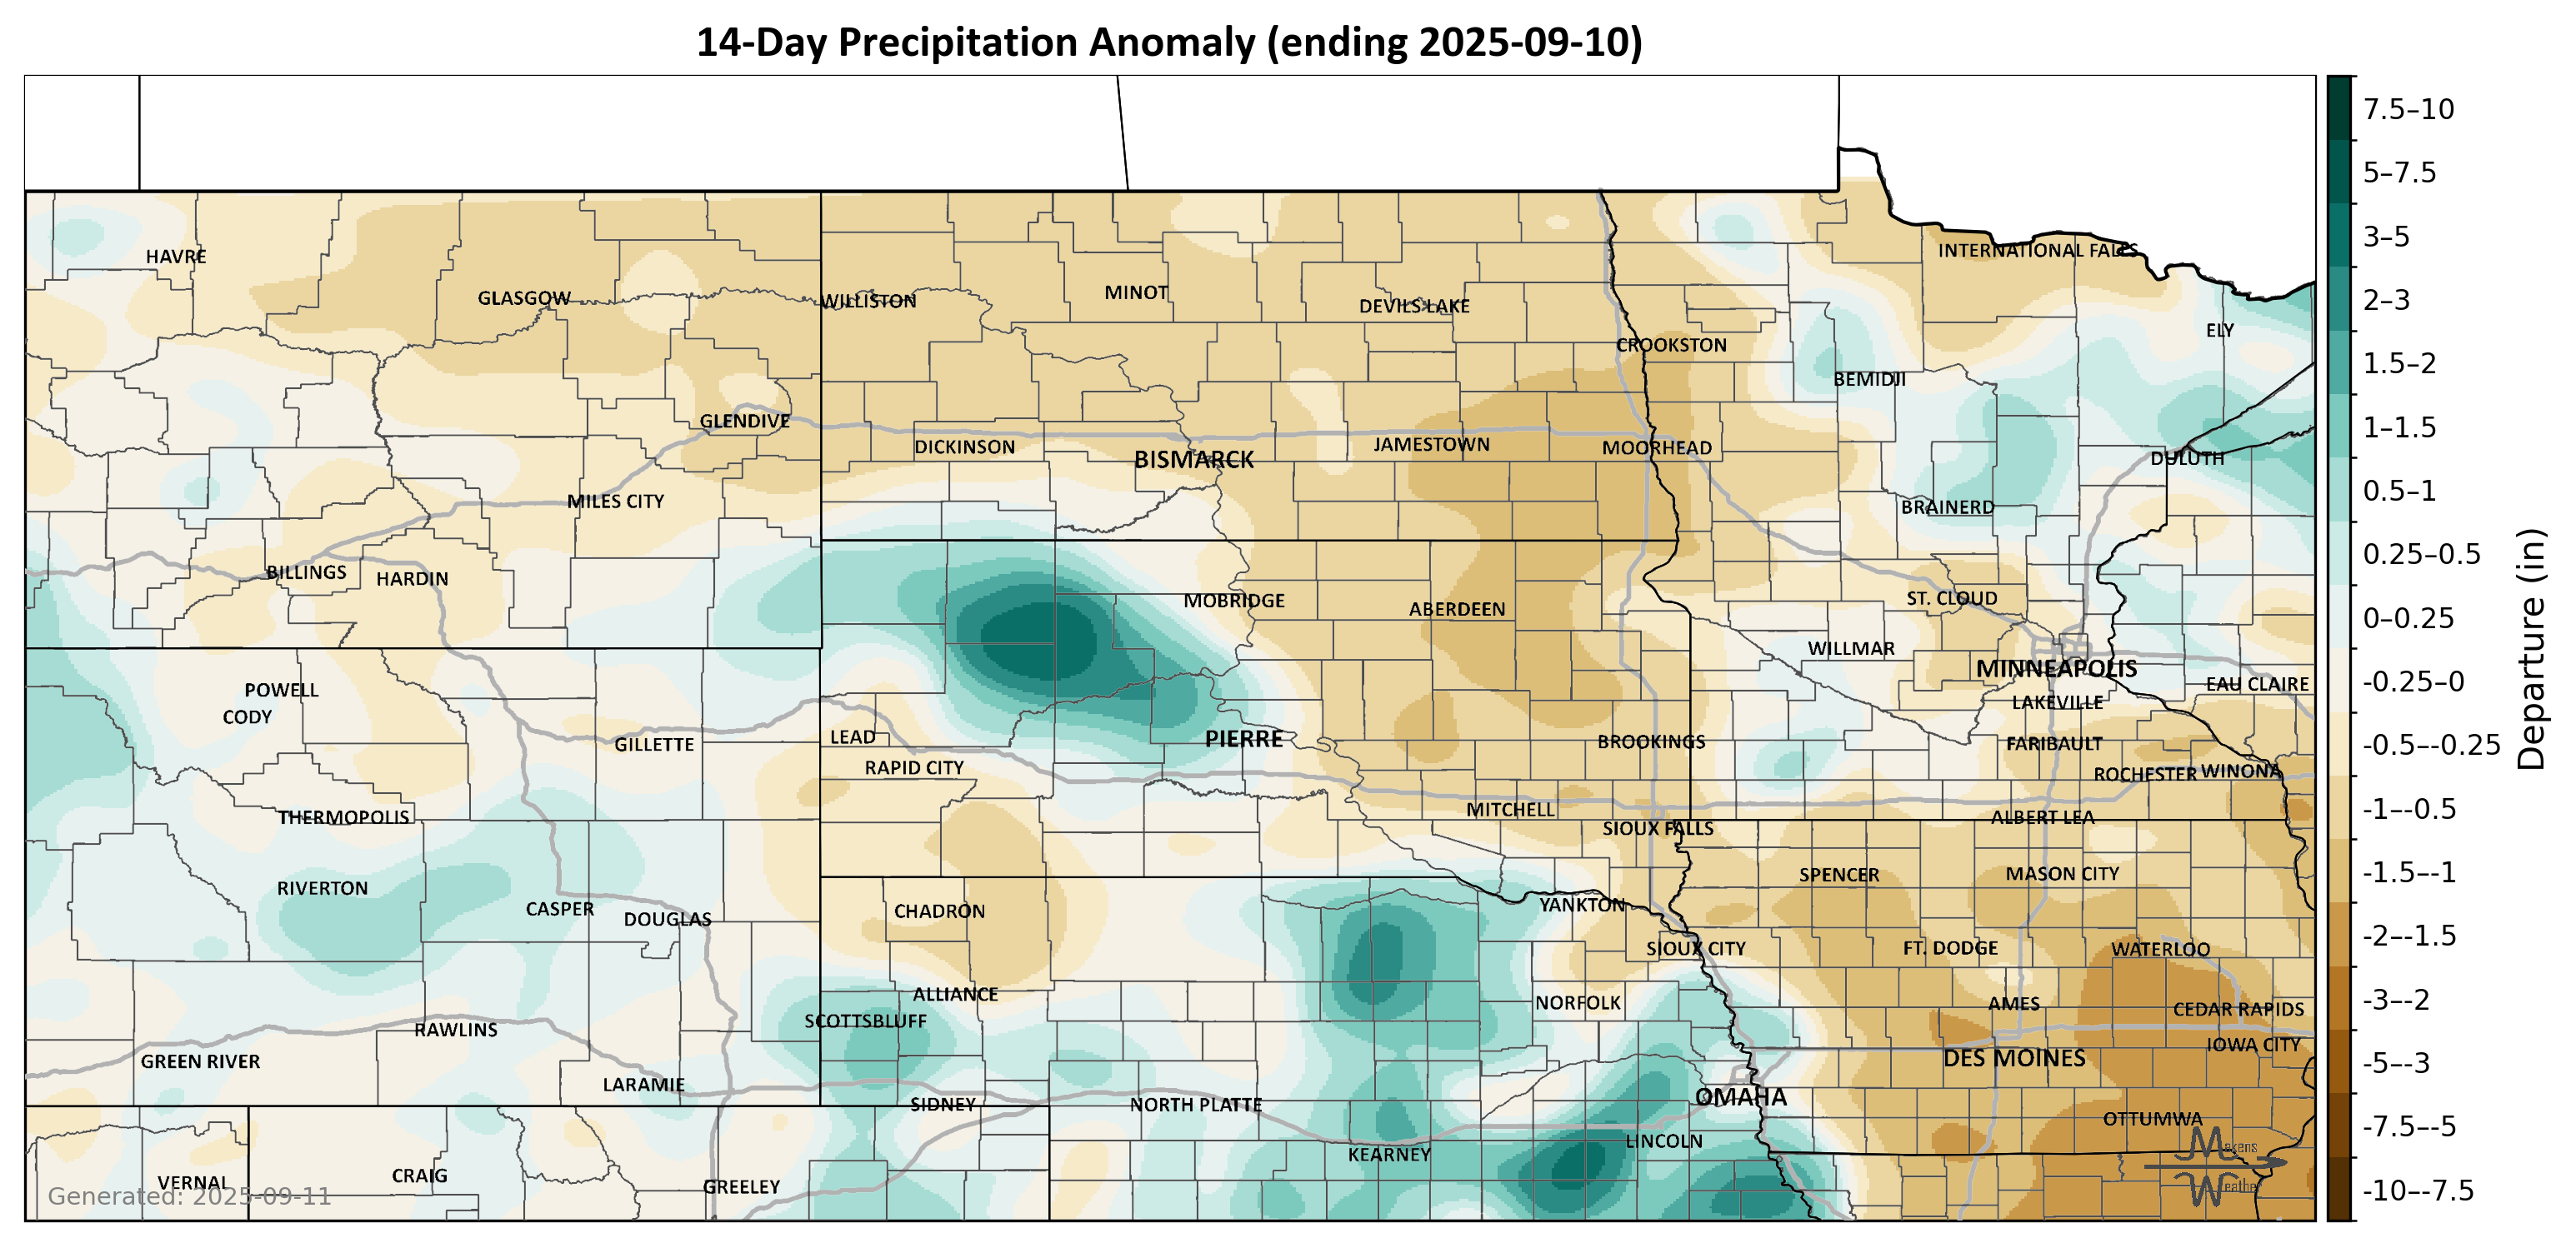 14-Day Precipitation Anomaly (ending 2025-09-10)
HAVRE
GLASGOW
WILLISTON
MINOT
DEVILS LAKE
CROOKSTON
INTERNATIONAL FALLS
ELY
BEMIDJI
GLENDIVE
DICKINSON
BISMARCK
JAMESTOWN
MOORHEAD
DULUTH
MILES CITY
BRAINERD
BILLINGS
HARDIN
MOBRIDGE
ABERDEEN
ST. CLOUD
WILLMAR
MINNEAPOLIS
EAU CLAIRE
LAKEVILLE
POWELL
CODY
GILLETTE
LEAD
PIERRE
BROOKINGS
FARIBAULT
RAPID CITY
ROCHESTER
WINONA
THERMOPOLIS
MITCHELL
SIOUX FALLS
ALBERT LEA
RIVERTON
CASPER
DOUGLAS
CHADRON
YANKTON
SPENCER
MASON CITY
SIOUX CITY
FT. DODGE
WATERLOO
ALLIANCE
NORFOLK
AMES
CEDAR RAPIDS
SCOTTSBLUFF
RAWLINS
IOWA CITY
GREEN RIVER
DES MOINES
LARAMIE
SIDNEY
NORTH PLATTE
OMAHA
OTTUMWA
LINCOLN
KEARNEY
VERNAL
CRAIG
GREELEY
Generated: 2025-09-11
Makens
Weather
7.5–10
5–7.5
3–5
2–3
1.5–2
1–1.5
0.5–1
0.25–0.5
0–0.25
-0.25–0
-0.5–-0.25
-1–-0.5
-1.5–-1
-2–-1.5
-3–-2
-5–-3
-7.5–-5
-10–-7.5
Departure (in)